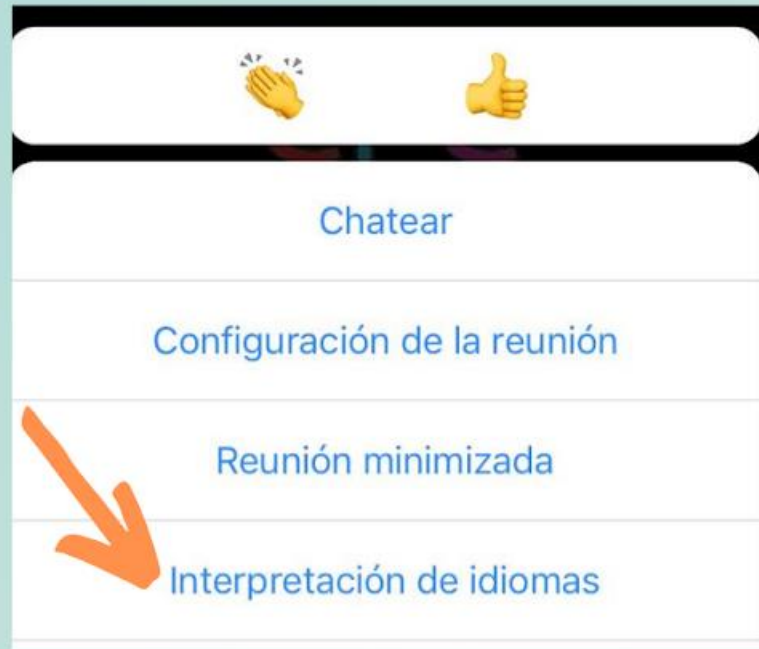 Chatear
Configuración de la reunión
Reunión minimizada
Interpretación de idiomas